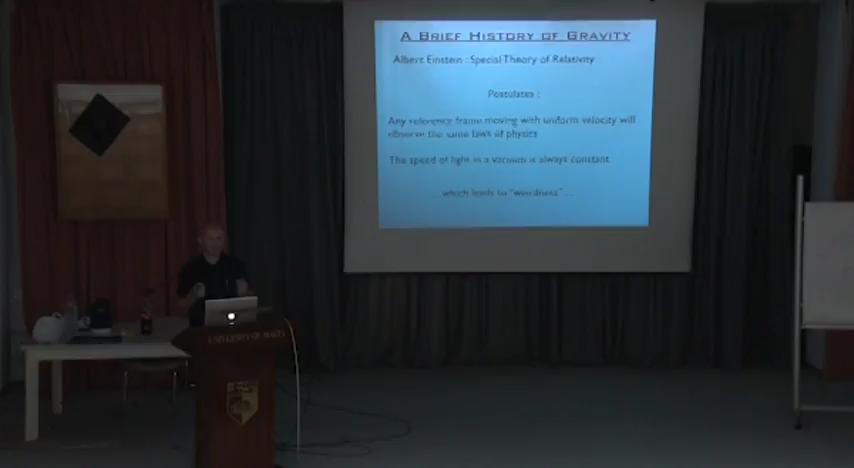 A BRIEF HISTORY OF GRAVITY
Albert Einstein : Special Theory of Relativity
Postulates :
Any reference frame moving with uniform velocity will
observe the same laws of physics
The speed of light in a vacuum is always constant
...which leads to "weirdness"...
UNIVERSITY OF MALTA